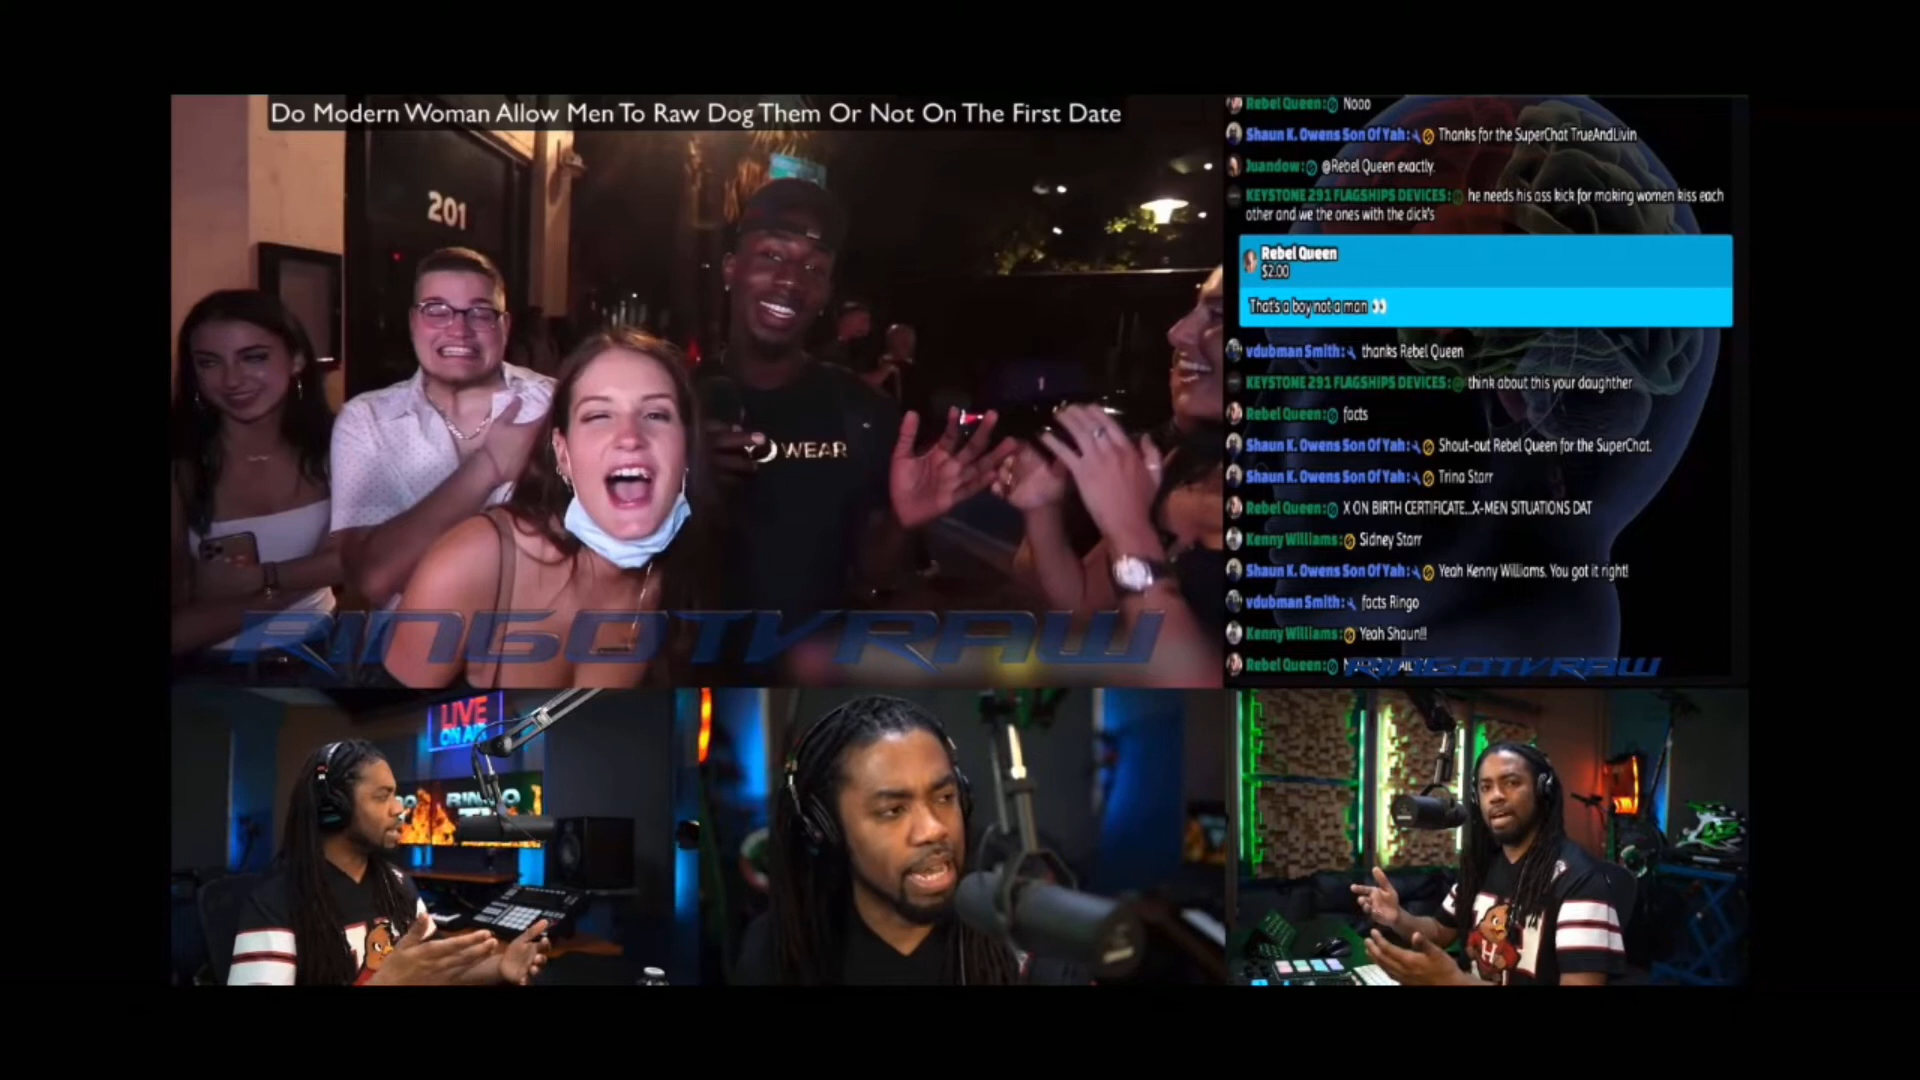 Do Modern Woman Allow Men To Raw Dog Them Or Not On The First Date
201
WEAR
RINGOTVRAW
Rebel Queen: Nooo
Shaun K. Owens Son Of Yah: Thanks for the SuperChat TrueAndLivin
Juandow: @Rebel Queen exactly.
KEYSTONE 291 FLAGSHIPS DEVICES: he needs his ass kick for making women kiss each
other and we the ones with the dick's
Rebel Queen
$2.00
That's a boy not a man 👀
vdubman Smith: thanks Rebel Queen
KEYSTONE 291 FLAGSHIPS DEVICES: think about this your daughther
Rebel Queen: facts
Shaun K. Owens Son Of Yah: Shout-out Rebel Queen for the SuperChat.
Shaun K. Owens Son Of Yah: Trina Starr
Rebel Queen: X ON BIRTH CERTIFICATE...X-MEN SITUATIONS DAT
Kenny Williams: Sidney Starr
Shaun K. Owens Son Of Yah: Yeah Kenny Williams. You got it right!
vdubman Smith: facts Ringo
Kenny Williams: Yeah Shaun!!!
Rebel Queen:
RINGOTVRAW
LIVE
ON AIR
RINGO
TV
H